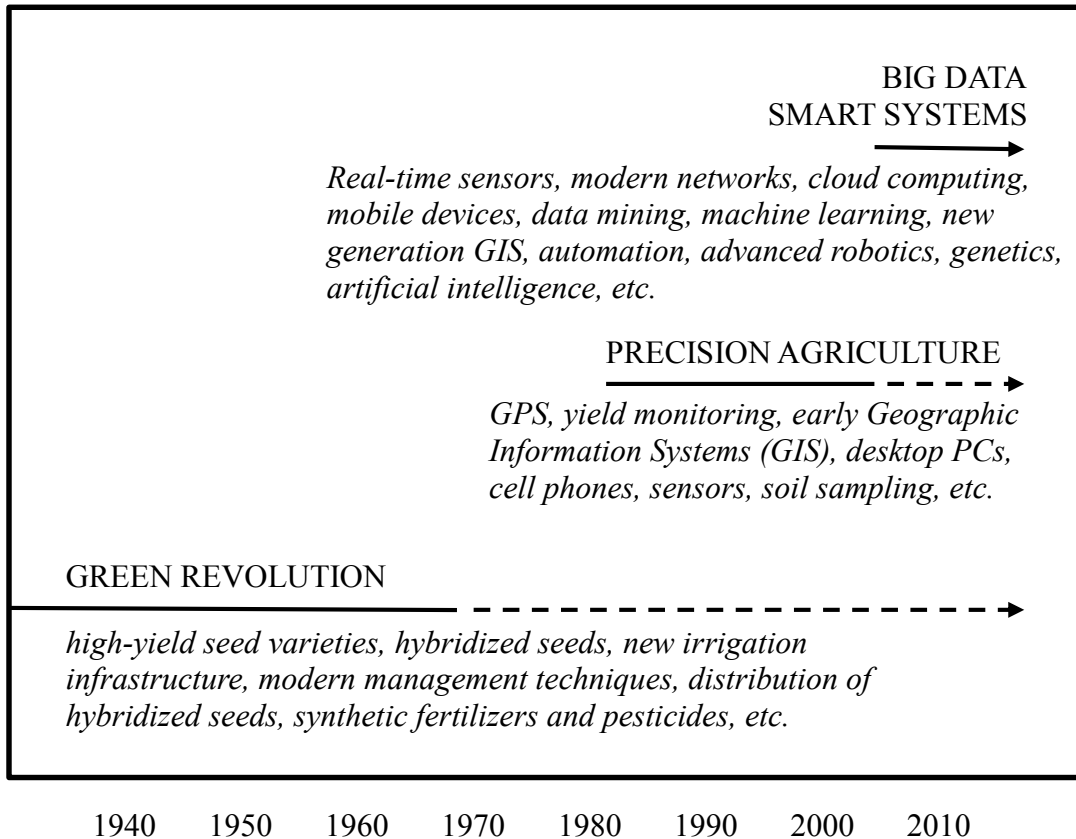 BIG DATA
SMART SYSTEMS
Real-time sensors, modern networks, cloud computing,
mobile devices, data mining, machine learning, new
generation GIS, automation, advanced robotics, genetics,
artificial intelligence, etc.
PRECISION AGRICULTURE
GPS, yield monitoring, early Geographic
Information Systems (GIS), desktop PCs,
cell phones, sensors, soil sampling, etc.
GREEN REVOLUTION
high-yield seed varieties, hybridized seeds, new irrigation
infrastructure, modern management techniques, distribution of
hybridized seeds, synthetic fertilizers and pesticides, etc.
1940 1950 1960 1970 1980 1990 2000 2010